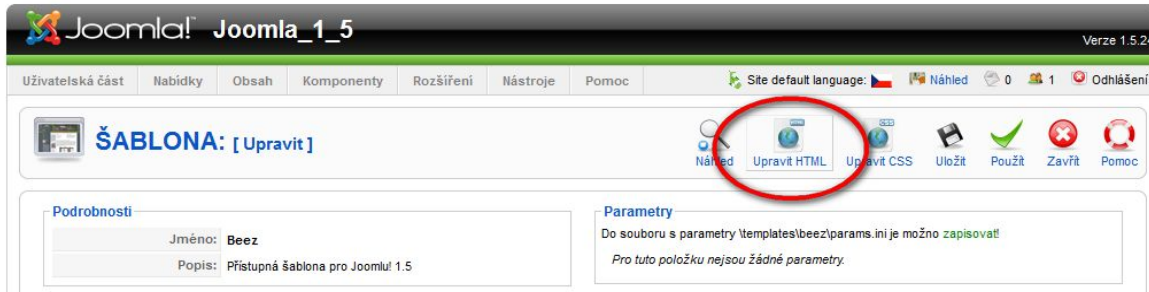 Joomla! Joomla_1_5
Verze 1.5.24
Uživatelská část Nabídky Obsah Komponenty Rozšíření Nástroje Pomoc Site default language: Náhled 0 1 Odhlášení
ŠABLONA: [ Upravit ]
Náhled Upravit HTML Upravit CSS Uložit Použít Zavřít Pomoc
Podrobnosti
Jméno: Beez
Popis: Přístupná šablona pro Joomlu! 1.5
Parametry
Do souboru s parametry \templates\beez\params.ini je možno zapisovat!
Pro tuto položku nejsou žádné parametry.